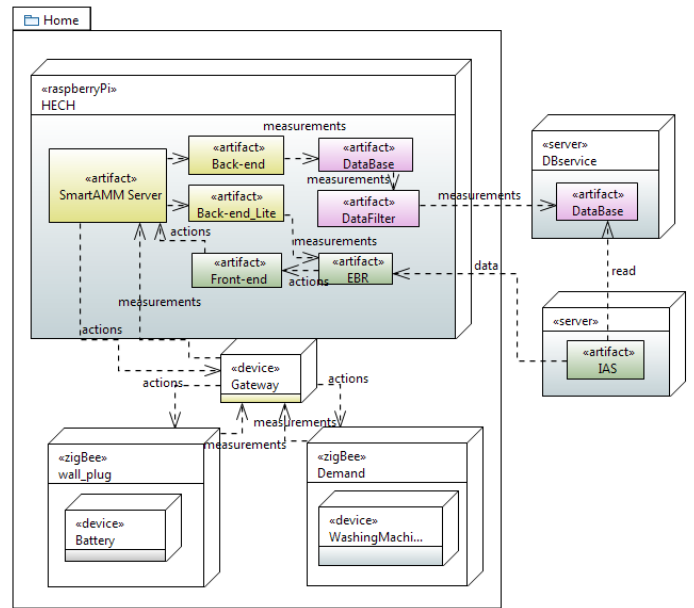 Home
«raspberryPi»
HECH
measurements
«artifact»
SmartAMM Server
«artifact»
Back-end
«artifact»
DataBase
measurements
«artifact»
Back-end_Lite
«artifact»
DataFilter
measurements
«server»
DBservice
«artifact»
DataBase
actions
measurements
«artifact»
Front-end
actions
«artifact»
EBR
data
read
measurements
actions
«server»
«artifact»
IAS
«device»
Gateway
actions
actions
measurements
measurements
«zigBee»
wall_plug
«device»
Battery
«zigBee»
Demand
«device»
WashingMachi...